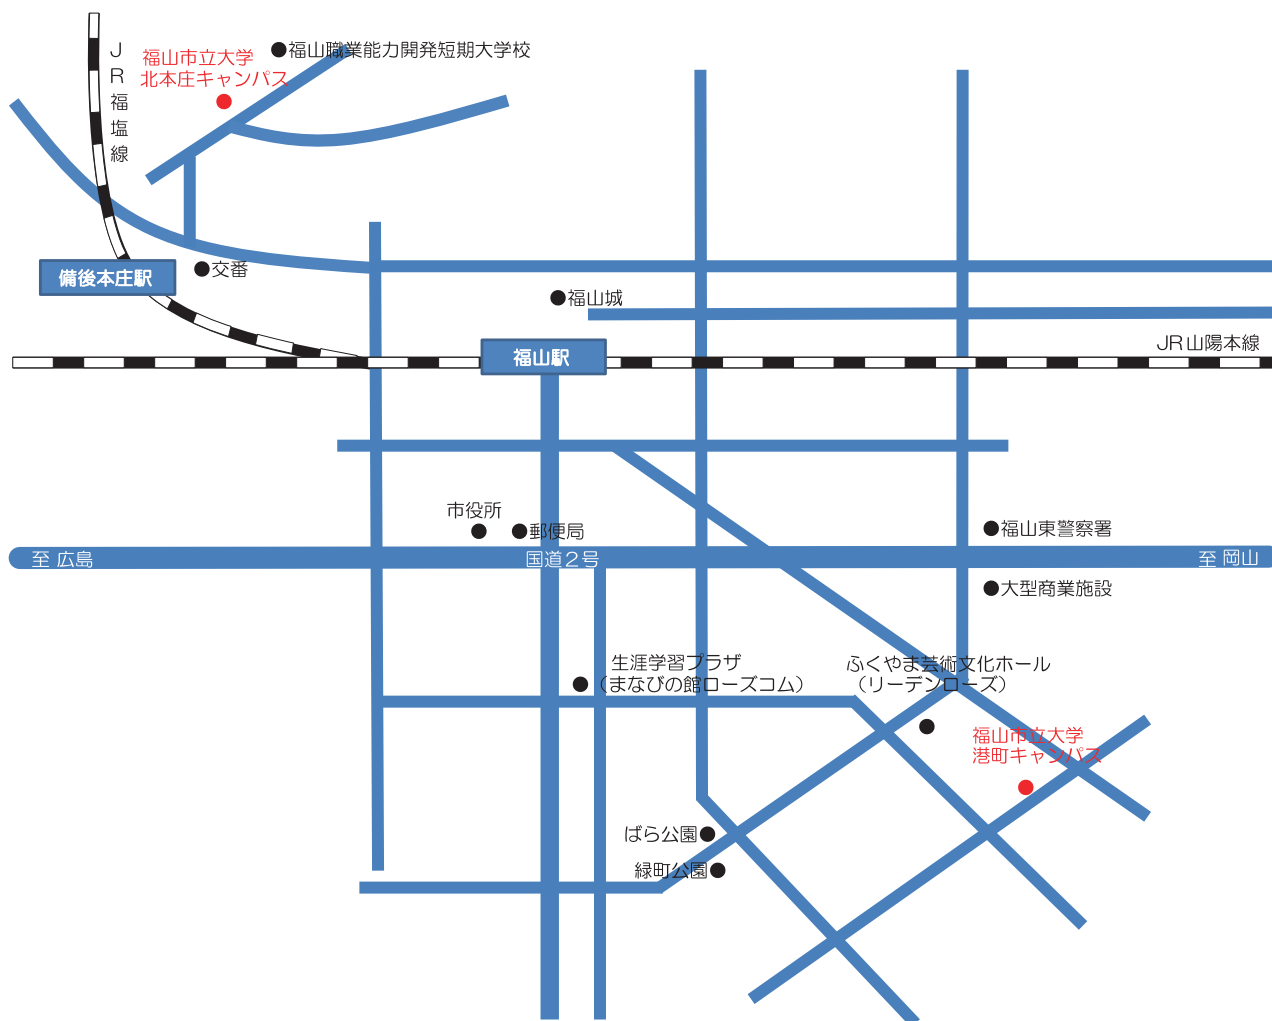 JR福塩線
福山市立大学
北本庄キャンパス
福山職業能力開発短期大学校
備後本庄駅
交番
福山城
福山駅
JR山陽本線
市役所
郵便局
福山東警察署
至 広島
国道2号
至 岡山
大型商業施設
生涯学習プラザ
（まなびの館ローズコム）
ふくやま芸術文化ホール
（リーデンローズ）
福山市立大学
港町キャンパス
ばら公園
緑町公園